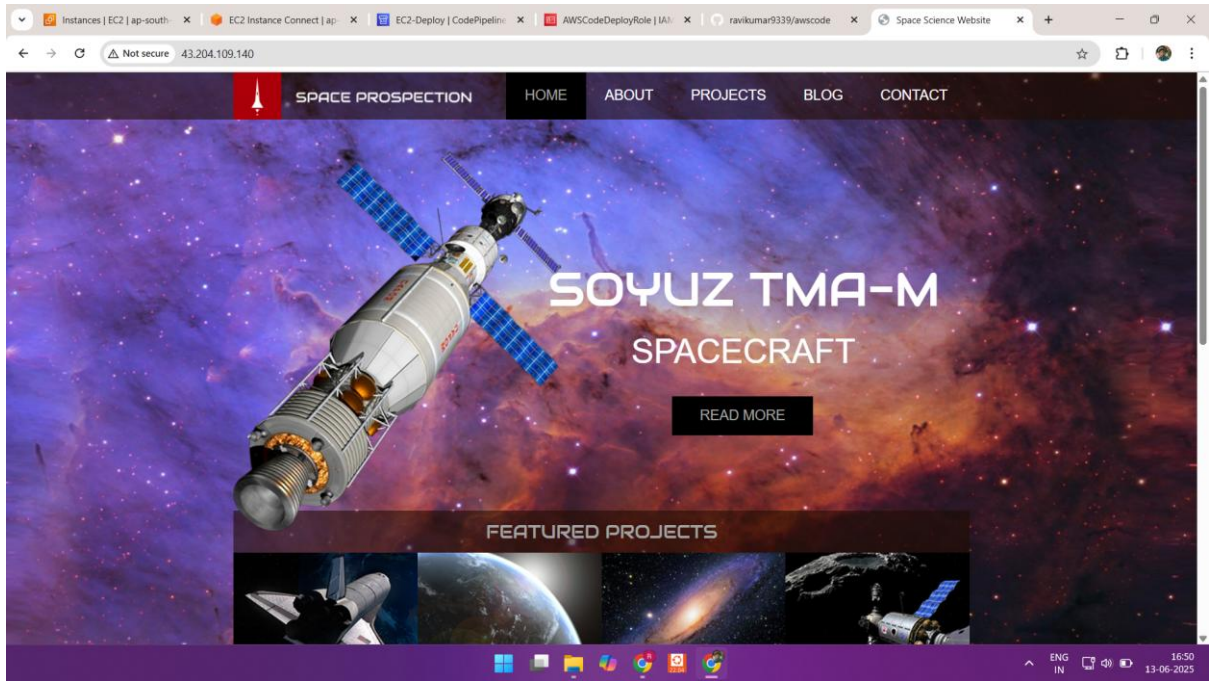 Instances | EC2 | ap-south-
EC2 Instance Connect | ap-
EC2-Deploy | CodePipeline
AWSCodeDeployRole | IAM
ravikumar9339/awscode
Space Science Website
Not secure 43.204.109.140
SPACE PROSPECTION HOME ABOUT PROJECTS BLOG CONTACT
SOYUZ TMA-M
SPACECRAFT
READ MORE
FEATURED PROJECTS
ENG 16:50
IN 13-06-2025